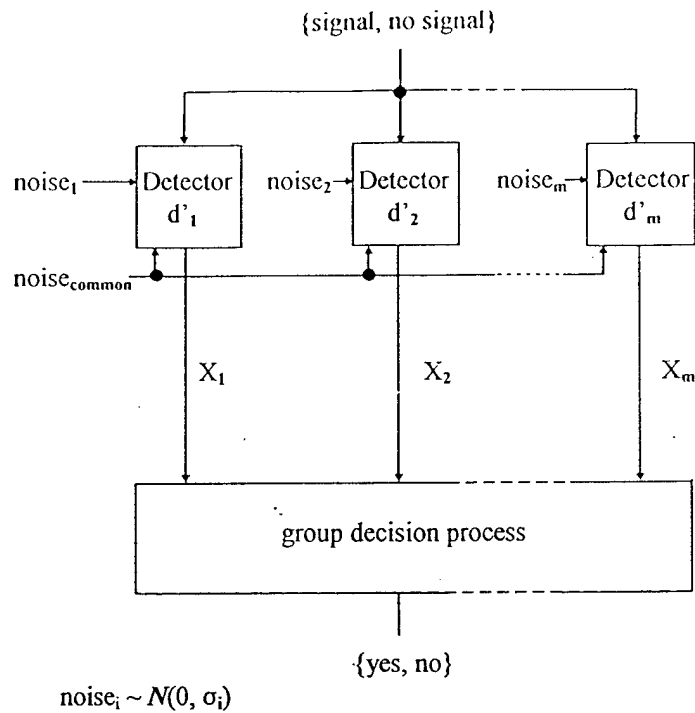 {signal, no signal}
noise₁
Detector
d'₁
noise₂
Detector
d'₂
noiseₘ
Detector
d'ₘ
noise_common
X₁
X₂
Xₘ
group decision process
{yes, no}
noiseᵢ ~ N(0, σᵢ)